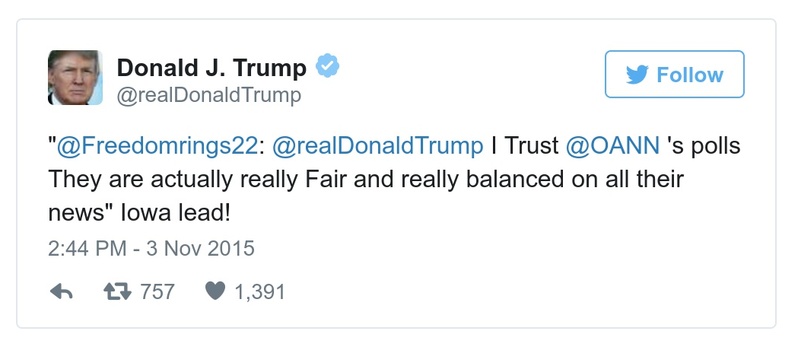 Donald J. Trump
@realDonaldTrump
Follow
"@Freedomrings22: @realDonaldTrump I Trust @OANN 's polls
They are actually really Fair and really balanced on all their
news" Iowa lead!
2:44 PM - 3 Nov 2015
757 1,391